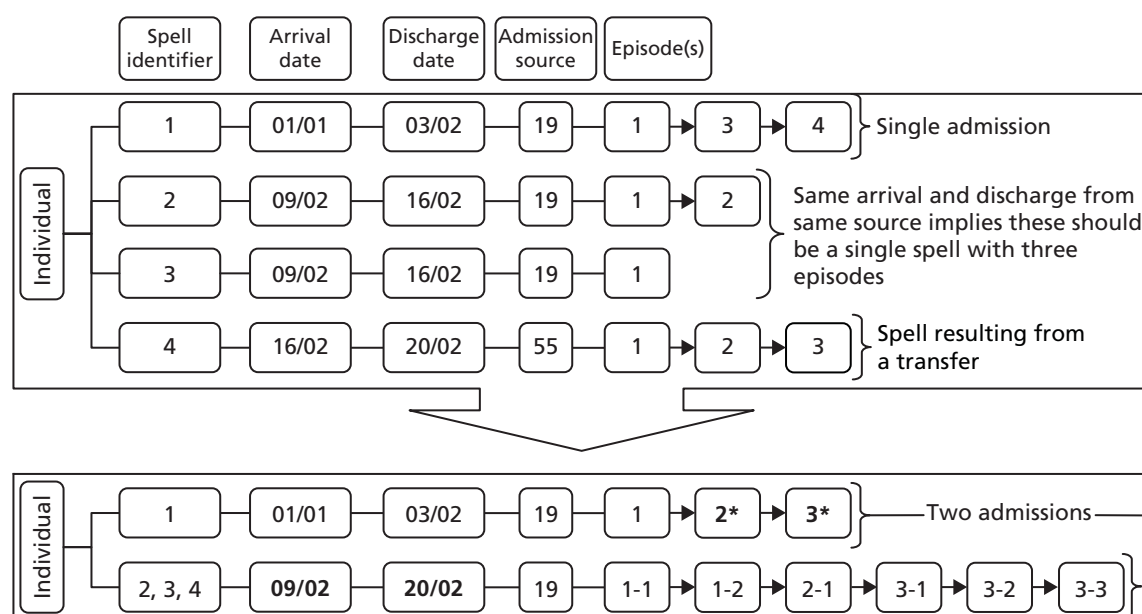 Spell identifier Arrival date Discharge date Admission source Episode(s)
Individual
1 01/01 03/02 19 1 3 4 Single admission
2 09/02 16/02 19 1 2
3 09/02 16/02 19 1
Same arrival and discharge from
same source implies these should
be a single spell with three
episodes
4 16/02 20/02 55 1 2 3
Spell resulting from
a transfer
Individual
1 01/01 03/02 19 1 2* 3* Two admissions
2, 3, 4 09/02 20/02 19 1-1 1-2 2-1 3-1 3-2 3-3